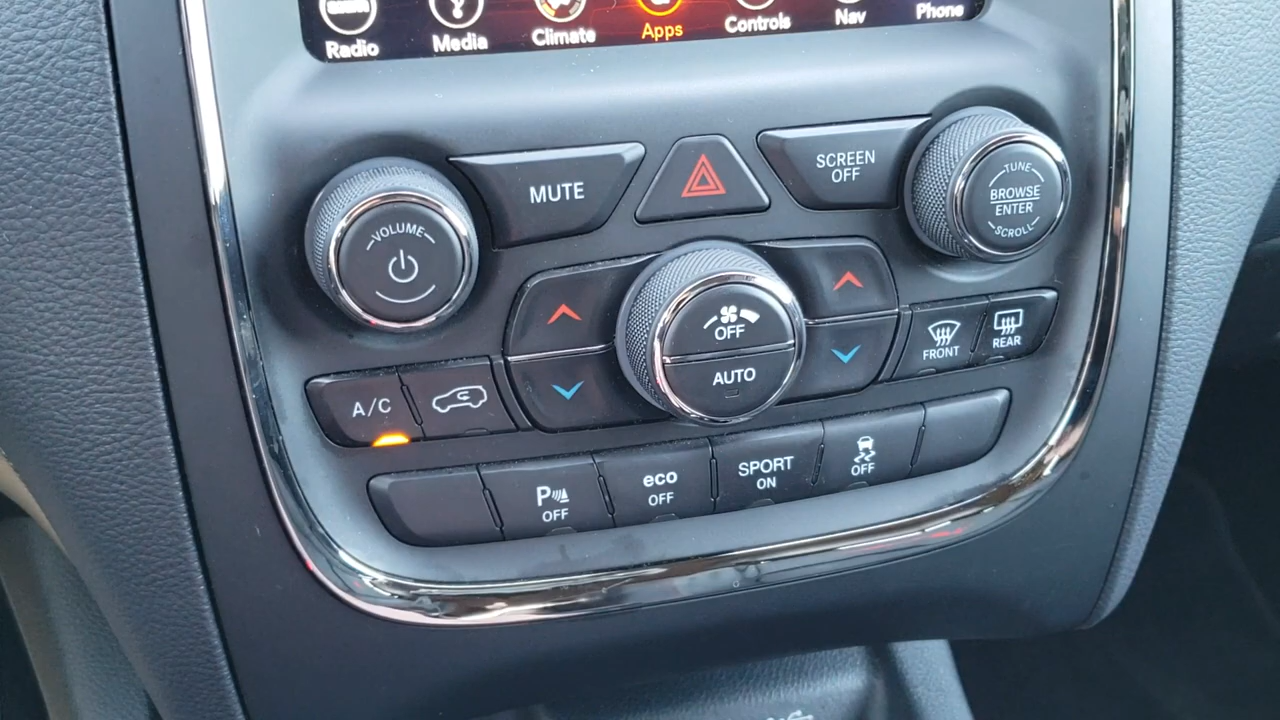 Radio
Media
Climate
Apps
Controls
Nav
Phone
MUTE
SCREEN
OFF
TUNE
BROWSE
ENTER
SCROLL
VOLUME
OFF
AUTO
FRONT
REAR
A/C
P
OFF
eco
OFF
SPORT
ON
OFF